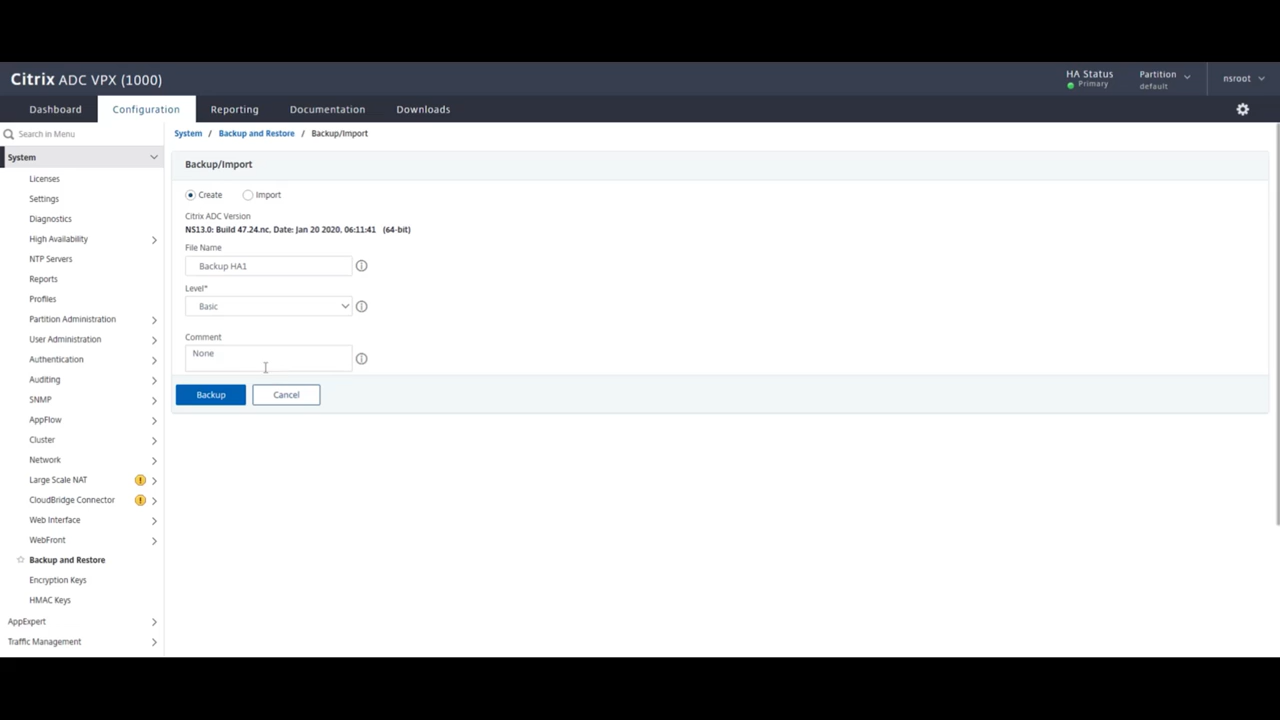 Citrix ADC VPX (1000)
HA Status
Primary
Partition
default
nsroot
Dashboard
Configuration
Reporting
Documentation
Downloads
Search in Menu
System / Backup and Restore / Backup/Import
System
Licenses
Settings
Diagnostics
High Availability
NTP Servers
Reports
Profiles
Partition Administration
User Administration
Authentication
Auditing
SNMP
AppFlow
Cluster
Network
Large Scale NAT
CloudBridge Connector
Web Interface
WebFront
Backup and Restore
Encryption Keys
HMAC Keys
AppExpert
Traffic Management
Backup/Import
Create
Import
Citrix ADC Version
NS13.0: Build 47.24.nc, Date: Jan 20 2020, 06:11:41 (64-bit)
File Name
Backup HA1
Level*
Basic
Comment
None
Backup
Cancel